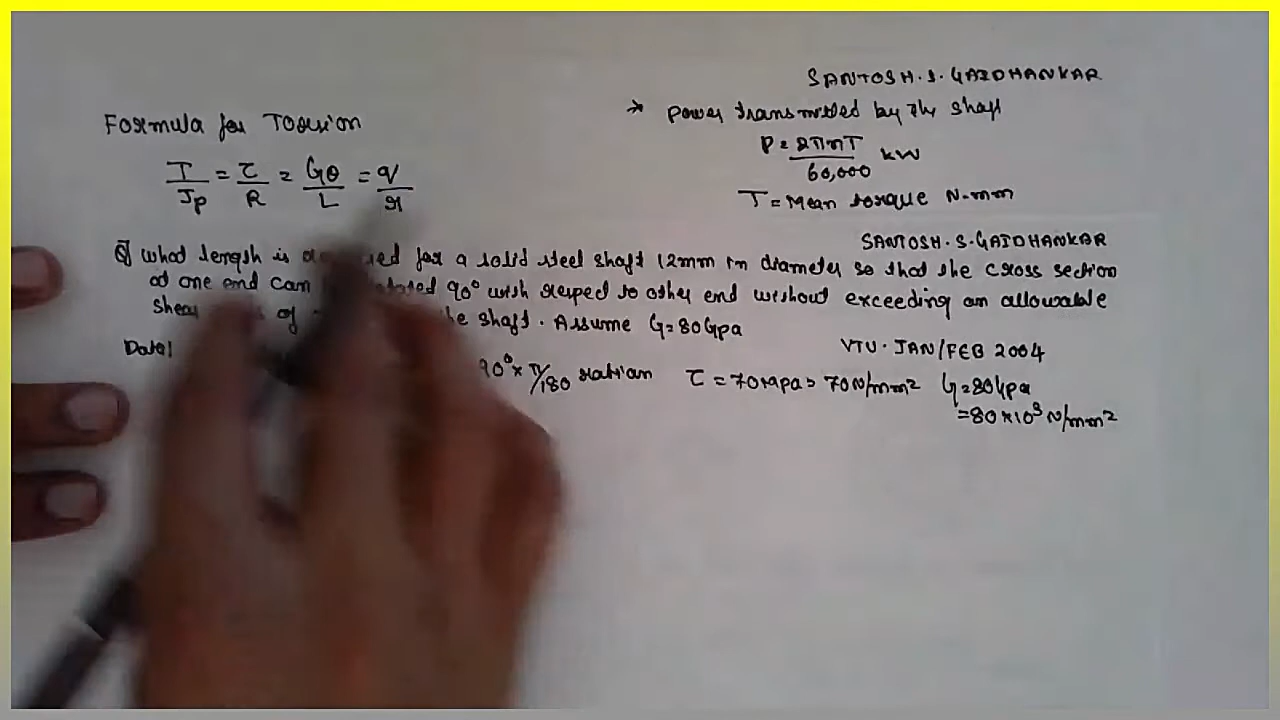 SANTOSH.S.GAIDHANKAR
Formula for Torsion
→ Power transmitted by the shaft
T/Jp = τ/R = Gθ/L = q/r
P = 2πnT/60,000 kW
T = Mean torque N-mm
SANTOSH.S.GAIDHANKAR
Q) What length is for a solid steel shaft 12mm in diameter so that the cross section
at one end can 90° with respect to other end without exceeding an allowable
shear of the shaft. Assume G=80Gpa
VTU. JAN/FEB 2004
Data!
90° × π/180 radian τ = 70Mpa = 70N/mm² G=80Gpa
=80×10³ N/mm²